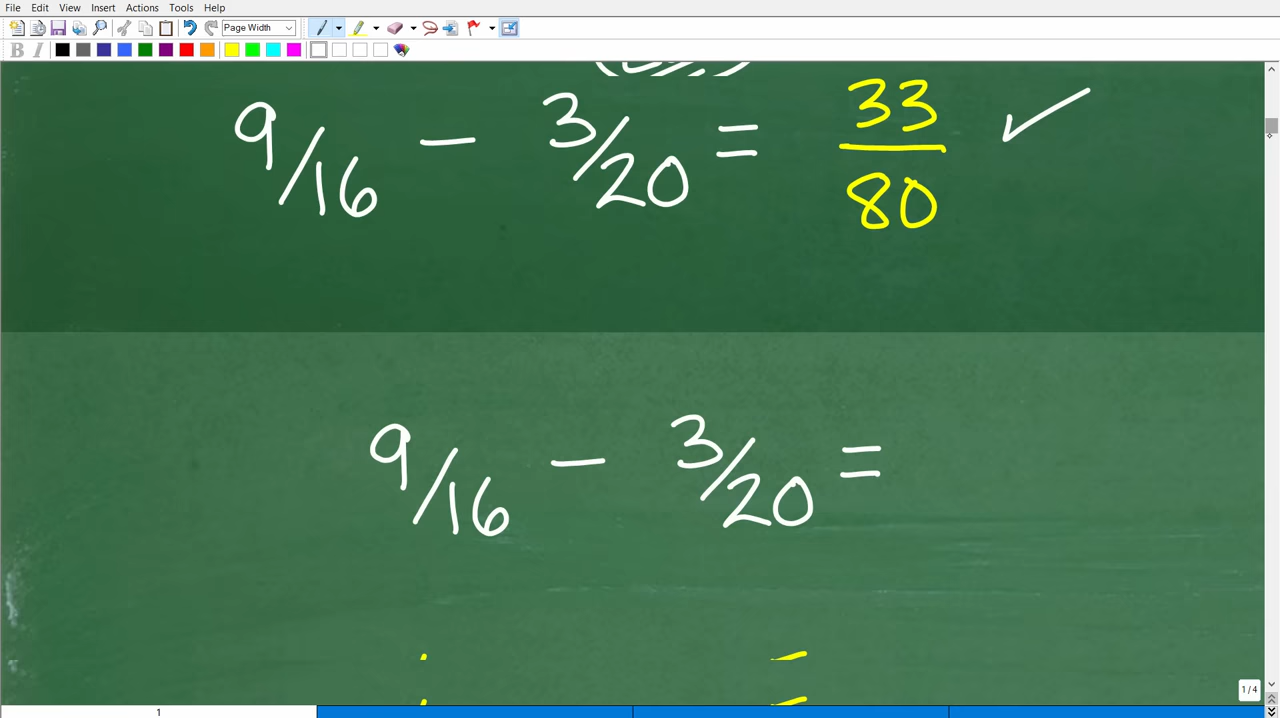 File Edit View Insert Actions Tools Help
Page Width
B I
9/16 − 3/20 = 33/80 ✓
9/16 − 3/20 =
1 / 4
1